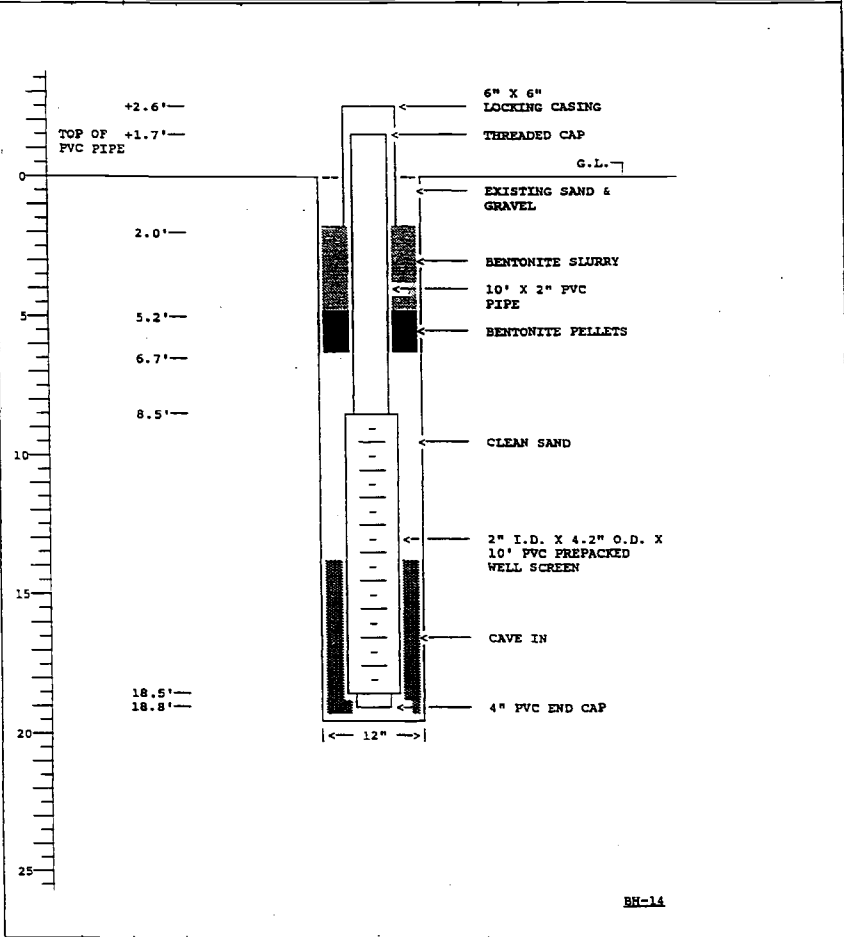 6" X 6"
LOCKING CASING
+2.6'
TOP OF +1.7'
PVC PIPE
THREADED CAP
G.L.
0
EXISTING SAND &
GRAVEL
2.0'
BENTONITE SLURRY
10' X 2" PVC
PIPE
5
5.2'
BENTONITE PELLETS
6.7'
8.5'
CLEAN SAND
10
2" I.D. X 4.2" O.D. X
10' PVC PREPACKED
WELL SCREEN
15
CAVE IN
18.5'
18.8'
4" PVC END CAP
20
12"
25
BH-14